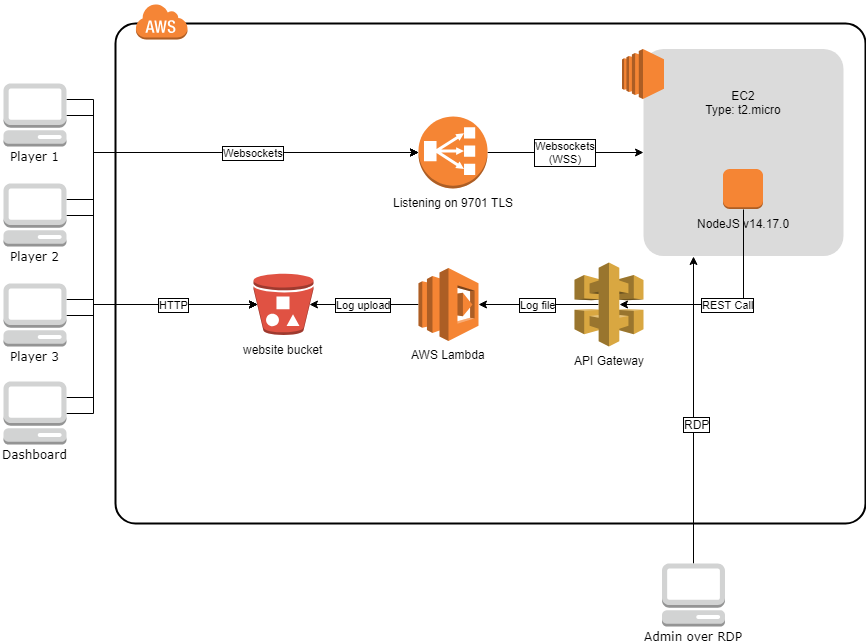 AWS
EC2
Type: t2.micro
Player 1
Websockets
Websockets
(WSS)
Listening on 9701 TLS
NodeJS v14.17.0
Player 2
HTTP
Log upload
Log file
REST Call
website bucket
AWS Lambda
API Gateway
Player 3
RDP
Dashboard
Admin over RDP